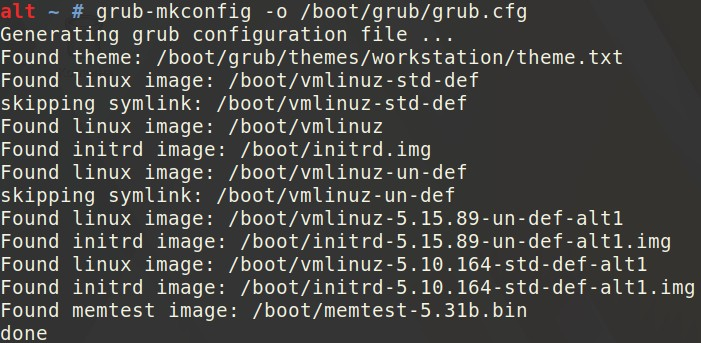 alt ~ # grub-mkconfig -o /boot/grub/grub.cfg
Generating grub configuration file ...
Found theme: /boot/grub/themes/workstation/theme.txt
Found linux image: /boot/vmlinuz-std-def
skipping symlink: /boot/vmlinuz-std-def
Found linux image: /boot/vmlinuz
Found initrd image: /boot/initrd.img
Found linux image: /boot/vmlinuz-un-def
skipping symlink: /boot/vmlinuz-un-def
Found linux image: /boot/vmlinuz-5.15.89-un-def-alt1
Found initrd image: /boot/initrd-5.15.89-un-def-alt1.img
Found linux image: /boot/vmlinuz-5.10.164-std-def-alt1
Found initrd image: /boot/initrd-5.10.164-std-def-alt1.img
Found memtest image: /boot/memtest-5.31b.bin
done